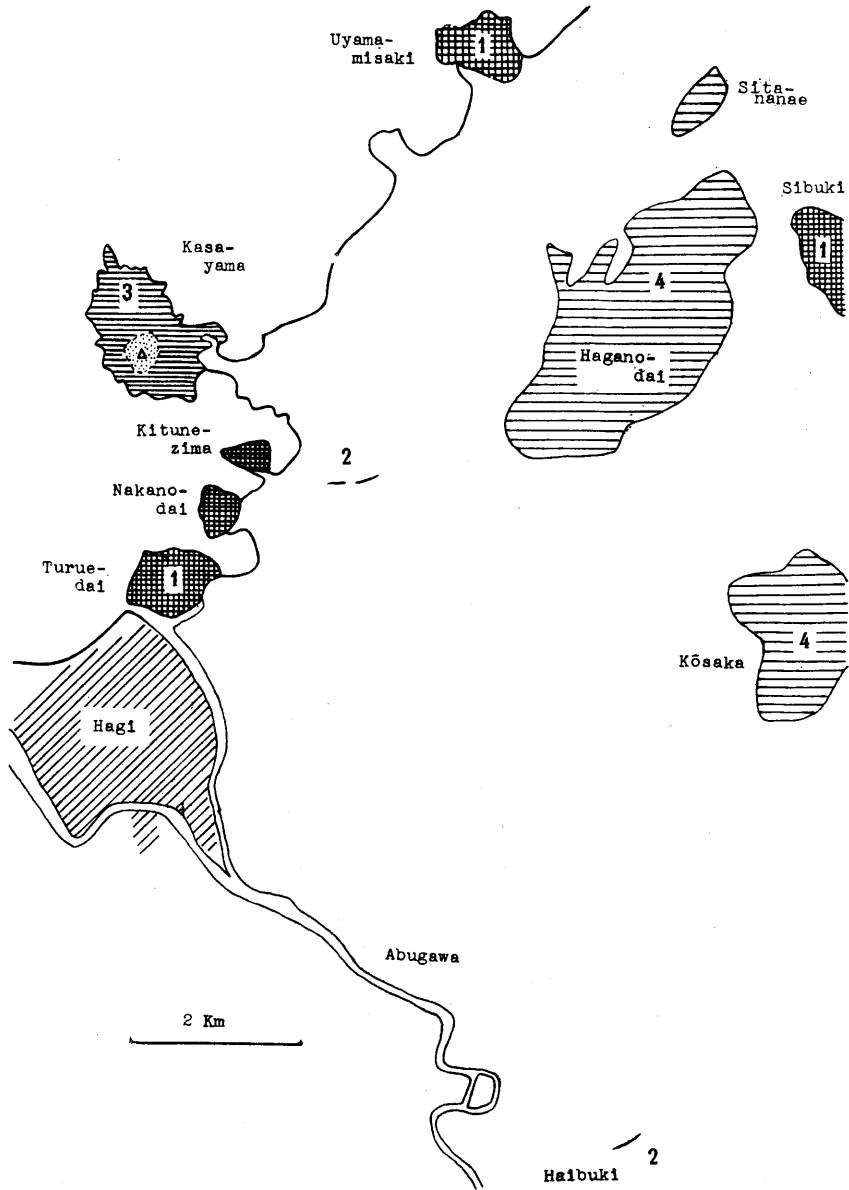 Uyama-
misaki
1
Sita-
nanae
Sibuki
1
Kasa-
yama
3
4
Hagano-
dai
Kitune-
zima
2
Nakano-
dai
Turue-
dai
1
4
Kōsaka
Hagi
Abugawa
2 Km
2
Haibuki